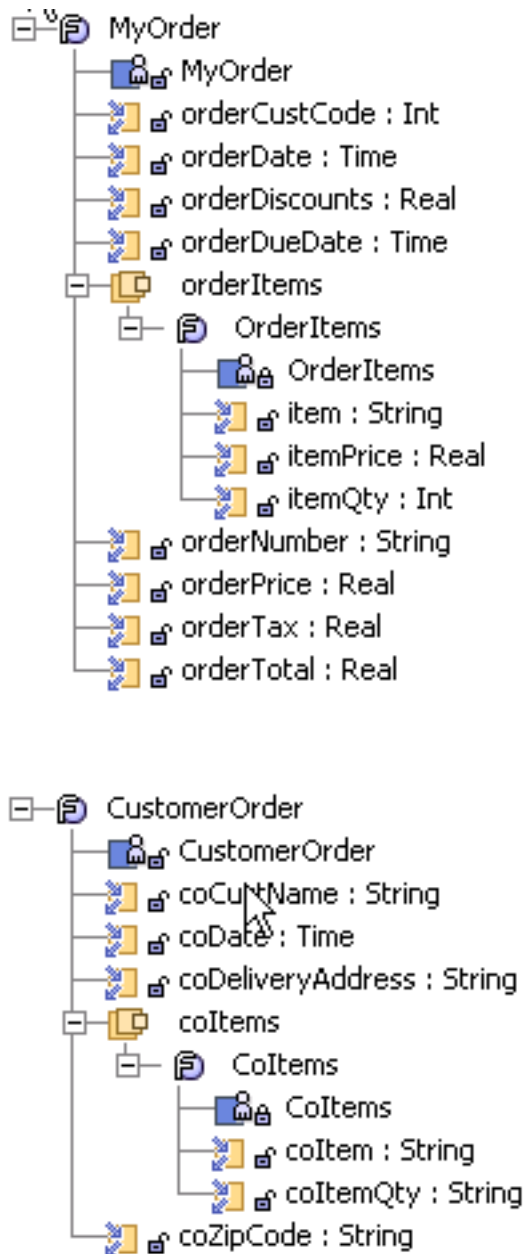 MyOrder
MyOrder
orderCustCode : Int
orderDate : Time
orderDiscounts : Real
orderDueDate : Time
orderItems
OrderItems
OrderItems
item : String
itemPrice : Real
itemQty : Int
orderNumber : String
orderPrice : Real
orderTax : Real
orderTotal : Real
CustomerOrder
CustomerOrder
coCustName : String
coDate : Time
coDeliveryAddress : String
coItems
CoItems
CoItems
coItem : String
coItemQty : String
coZipCode : String